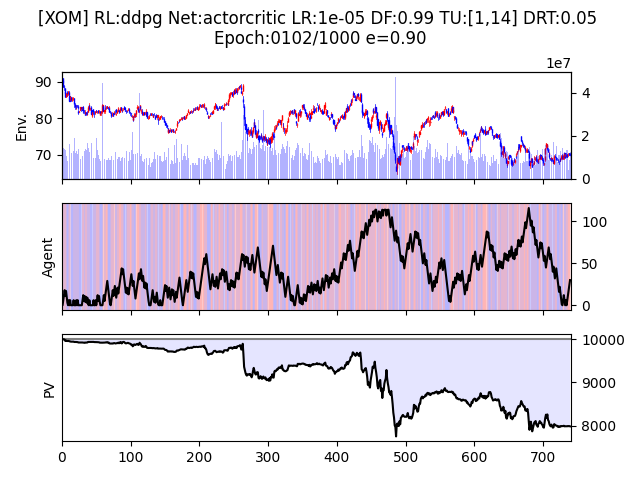 [XOM] RL:ddpg Net:actorcritic LR:1e-05 DF:0.99 TU:[1,14] DRT:0.05
Epoch:0102/1000 e=0.90
1e7
Env.
90
80
70
4
2
0
Agent
100
50
0
PV
10000
9000
8000
0 100 200 300 400 500 600 700